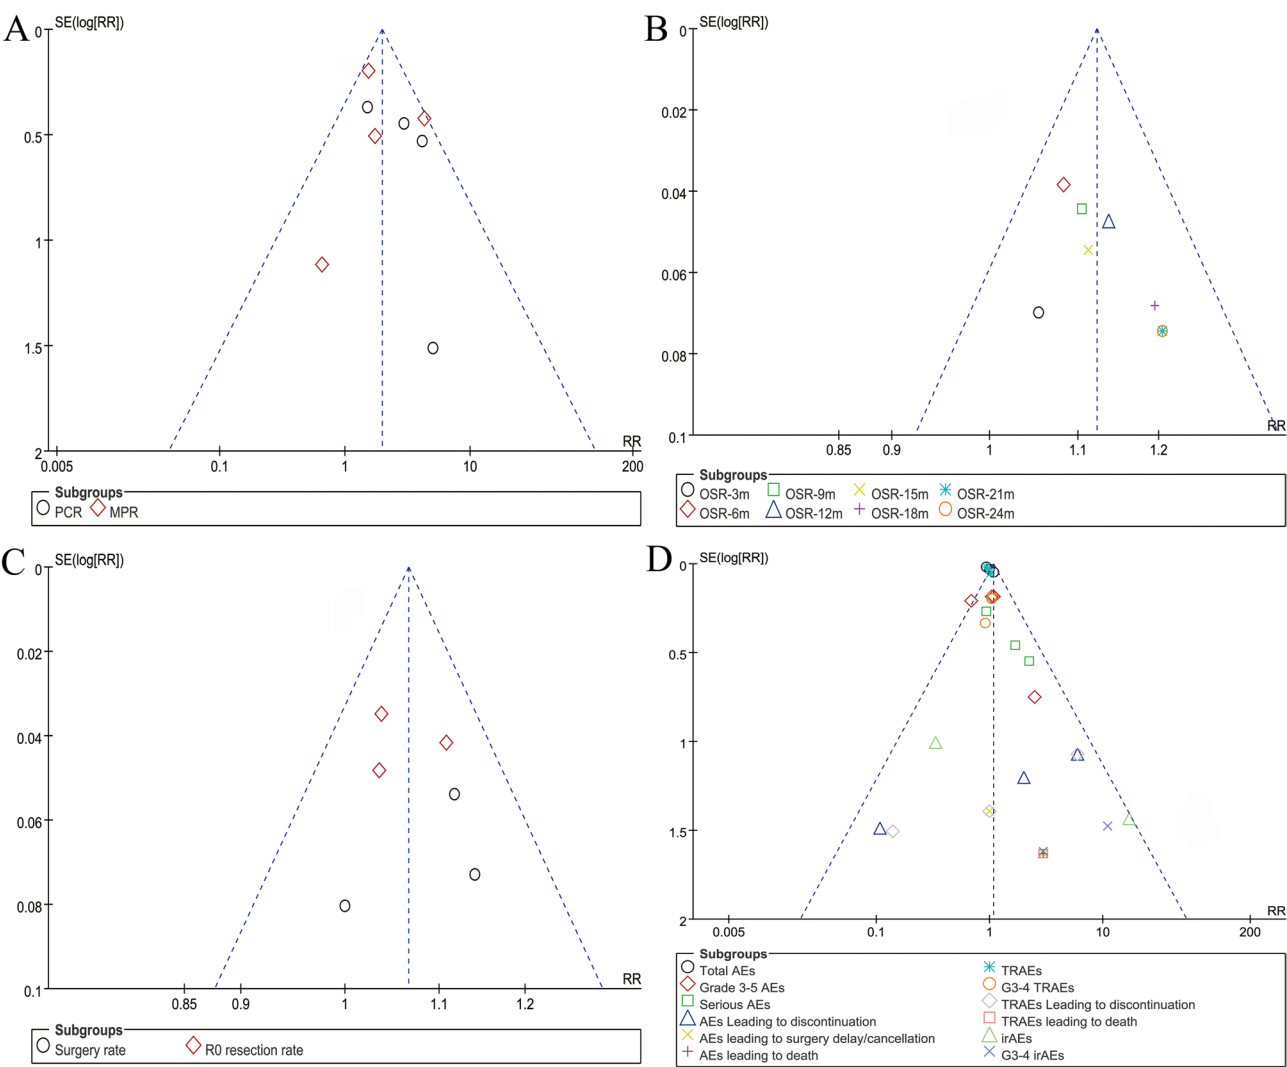 A
SE(log[RR])
0
0.5
1
1.5
2
0.005
0.1
1
10
200
RR
Subgroups
PCR
MPR
B
SE(log[RR])
0
0.02
0.04
0.06
0.08
0.1
0.85
0.9
1
1.1
1.2
RR
Subgroups
OSR-3m
OSR-9m
OSR-15m
OSR-21m
OSR-6m
OSR-12m
OSR-18m
OSR-24m
C
SE(log[RR])
0
0.02
0.04
0.06
0.08
0.1
0.85
0.9
1
1.1
1.2
RR
Subgroups
Surgery rate
R0 resection rate
D
SE(log[RR])
0
0.5
1
1.5
2
0.005
0.1
1
10
200
RR
Subgroups
Total AEs
Grade 3-5 AEs
Serious AEs
AEs Leading to discontinuation
AEs leading to surgery delay/cancellation
AEs leading to death
TRAEs
G3-4 TRAEs
TRAEs Leading to discontinuation
TRAEs leading to death
irAEs
G3-4 irAEs